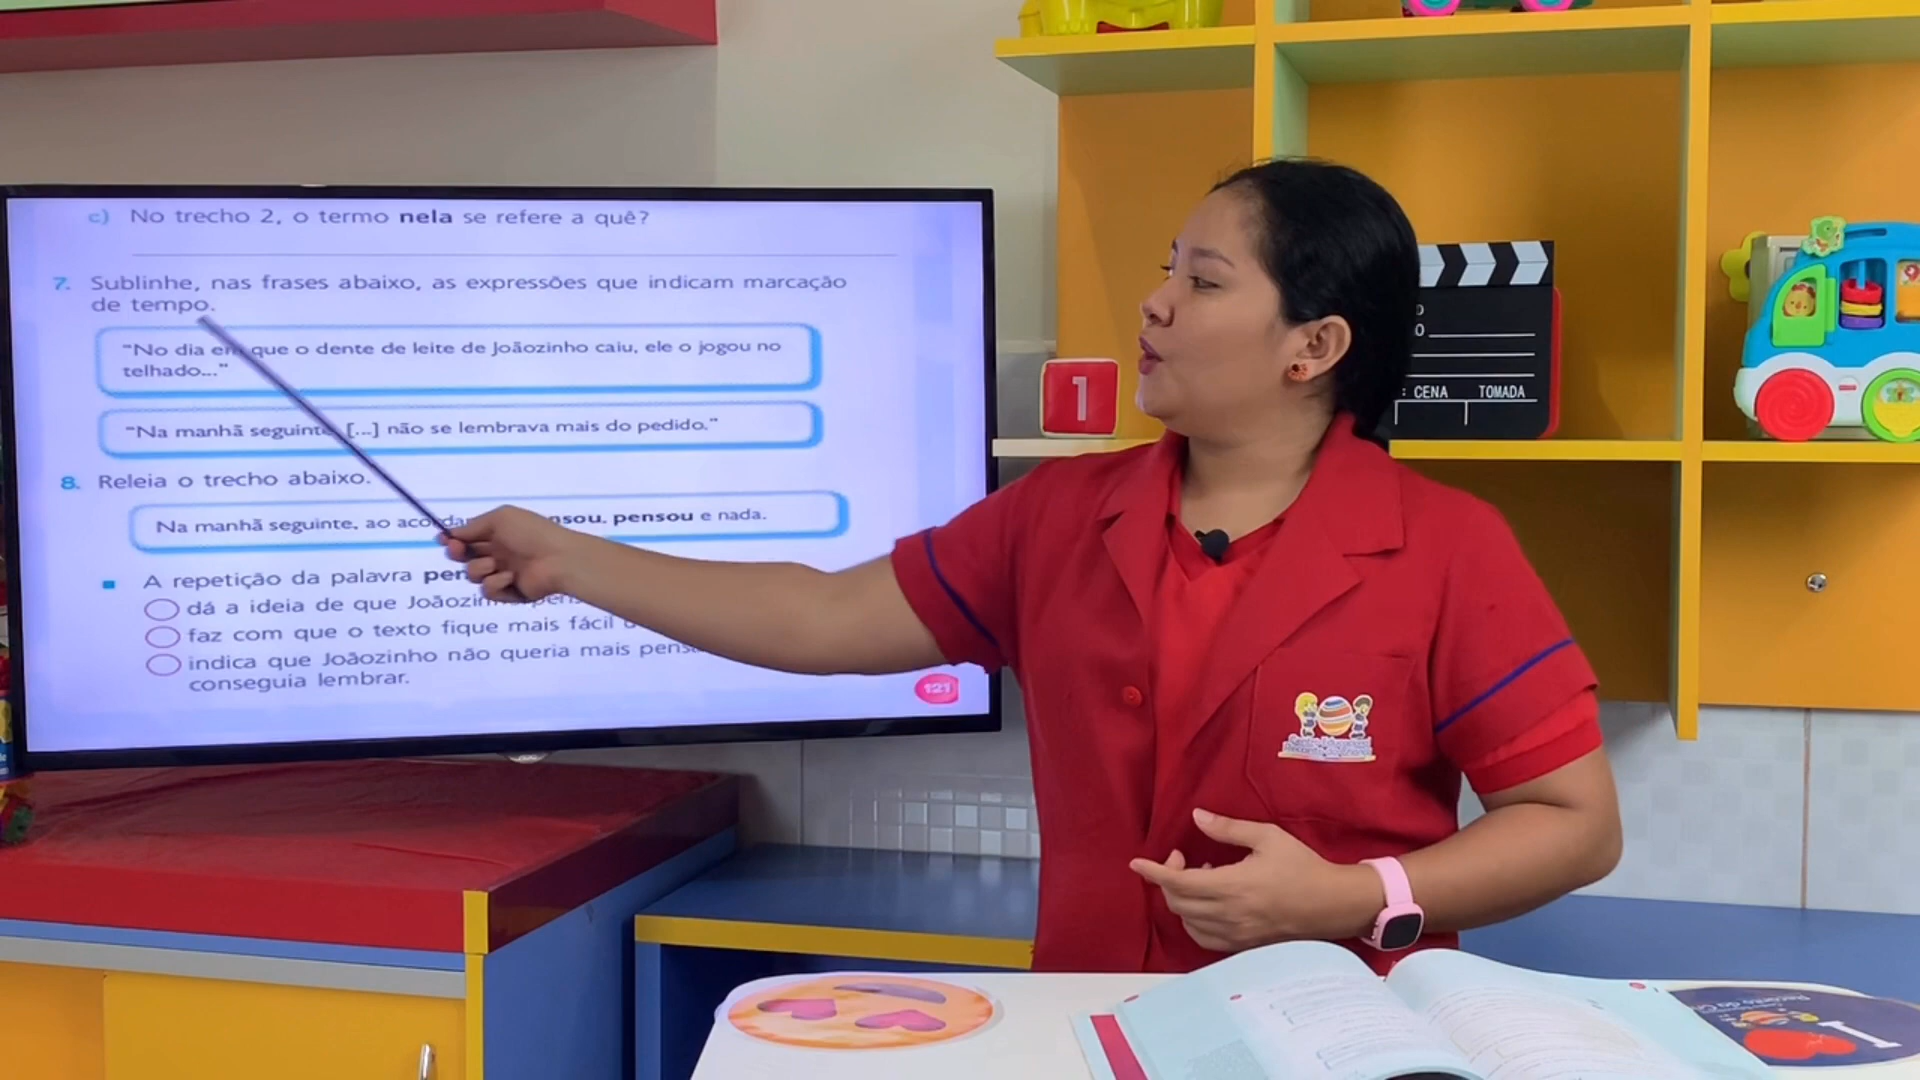 c) No trecho 2, o termo nela se refere a quê?
7. Sublinhe, nas frases abaixo, as expressões que indicam marcação
de tempo.
"No dia em que o dente de leite de Joãozinho caiu, ele o jogou no
telhado..."
"Na manhã seguinte [...] não se lembrava mais do pedido."
8. Releia o trecho abaixo.
Na manhã seguinte, ao pensou e nada.
A repetição da palavra
dá a ideia de que
faz com que o texto fique mais fácil
indica que Joãozinho não queria mais
conseguia lembrar.
121
1
CENA TOMADA